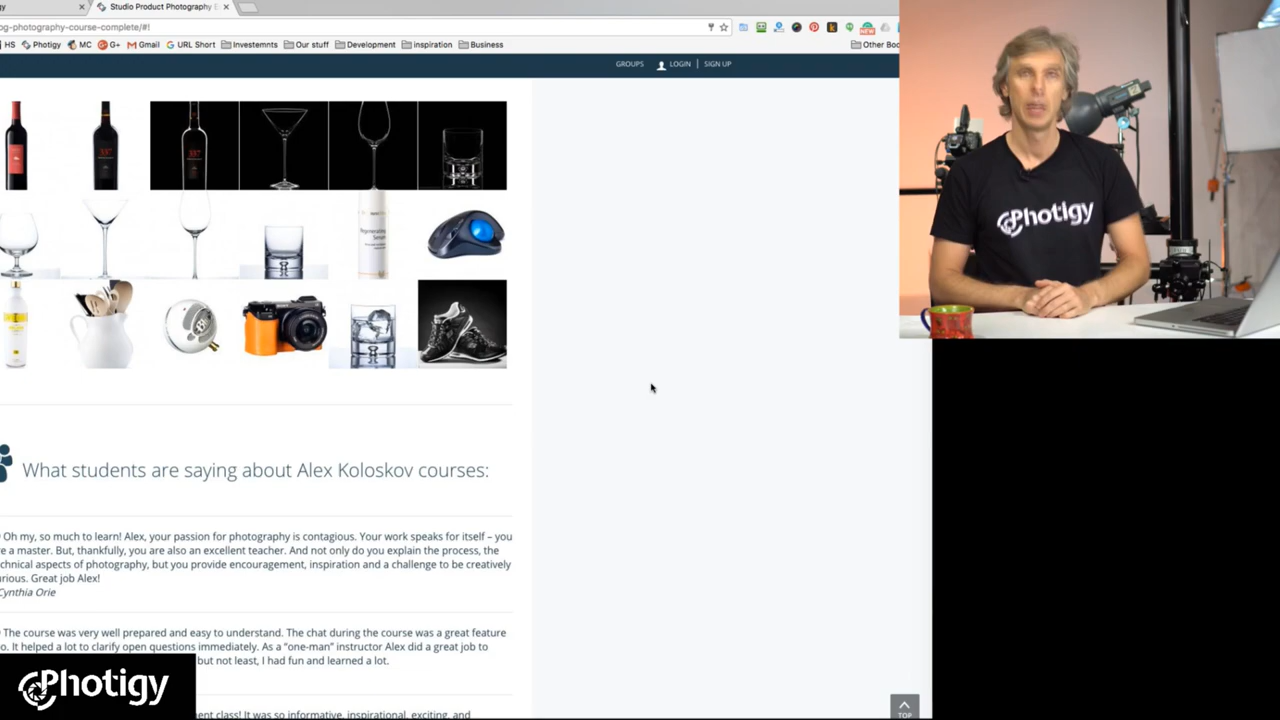 gy
Studio Product Photography E
og-photography-course-complete/#!
HS Photigy MC G+ Gmail URL Short Investemnts Our stuff Development inspiration Business Other Boo
NEW
GROUPS LOGIN | SIGN UP
337
337
Photigy
What students are saying about Alex Koloskov courses:
Oh my, so much to learn! Alex, your passion for photography is contagious. Your work speaks for itself – you
e a master. But, thankfully, you are also an excellent teacher. And not only do you explain the process, the
chnical aspects of photography, but you provide encouragement, inspiration and a challenge to be creatively
rious. Great job Alex!
Cynthia Orie
The course was very well prepared and easy to understand. The chat during the course was a great feature
o. It helped a lot to clarify open questions immediately. As a “one-man” instructor Alex did a great job to
but not least, I had fun and learned a lot.
Photigy
ent class! It was so informative, inspirational, exciting, and
TOP